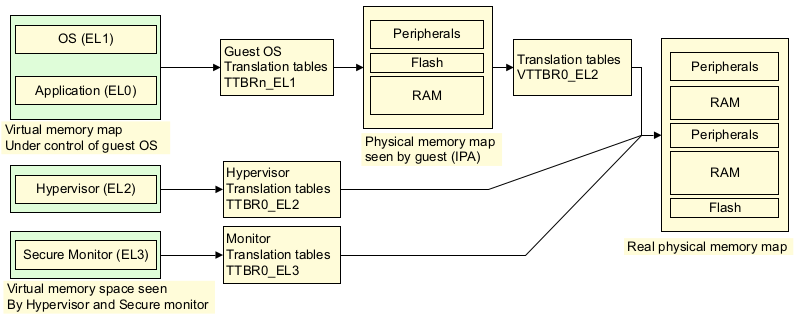 OS (EL1)
Application (EL0)
Virtual memory map
Under control of guest OS
Guest OS
Translation tables
TTBRn_EL1
Peripherals
Flash
RAM
Physical memory map
seen by guest (IPA)
Translation tables
VTTBR0_EL2
Peripherals
RAM
Peripherals
RAM
Flash
Real physical memory map
Hypervisor (EL2)
Hypervisor
Translation tables
TTBR0_EL2
Secure Monitor (EL3)
Virtual memory space seen
By Hypervisor and Secure monitor
Monitor
Translation tables
TTBR0_EL3